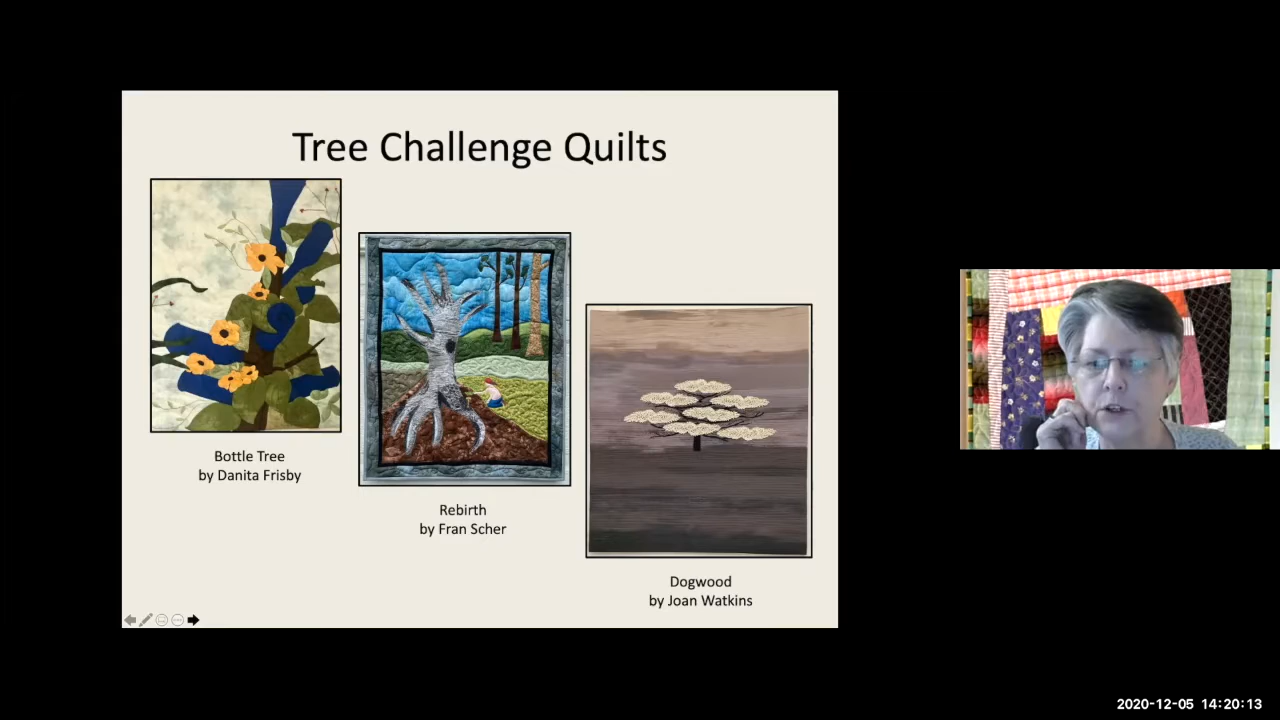 Tree Challenge Quilts
Bottle Tree
by Danita Frisby
Rebirth
by Fran Scher
Dogwood
by Joan Watkins
2020-12-05 14:20:13